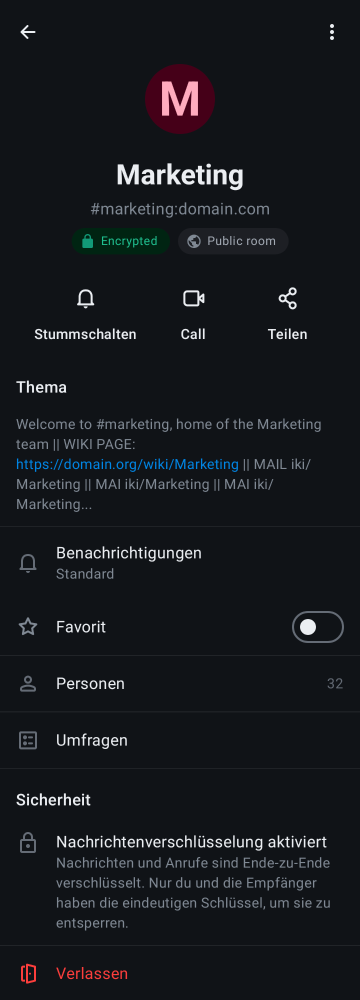 M
Marketing
#marketing:domain.com
Encrypted
Public room
Stummschalten
Call
Teilen
Thema
Welcome to #marketing, home of the Marketing
team || WIKI PAGE:
https://domain.org/wiki/Marketing || MAIL iki/
Marketing || MAI iki/Marketing || MAI iki/
Marketing...
Benachrichtigungen
Standard
Favorit
Personen 32
Umfragen
Sicherheit
Nachrichtenverschlüsselung aktiviert
Nachrichten und Anrufe sind Ende-zu-Ende
verschlüsselt. Nur du und die Empfänger
haben die eindeutigen Schlüssel, um sie zu
entsperren.
Verlassen